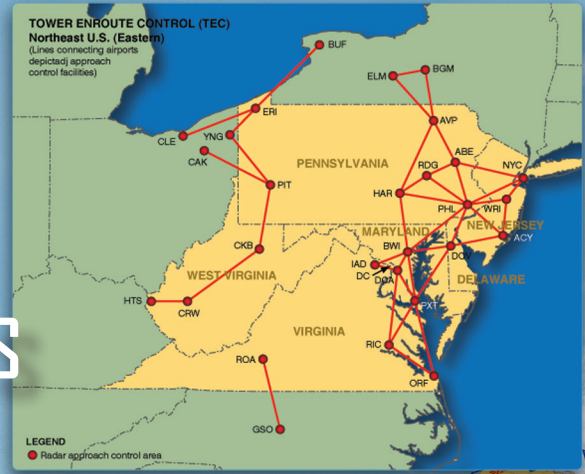 TOWER ENROUTE CONTROL (TEC)
Northeast U.S. (Eastern)
(Lines connecting airports
depictadj approach
control facilities)
BUF
ELM
BGM
ERI
AVP
CLE
YNG
CAK
ABE
NYC
PENNSYLVANIA
RDG
PIT
HAR
PHL
WRI
NEW JERSEY
ACY
MARYLAND
CKB
BWI
DOV
IAD
DC
DCA
WEST VIRGINIA
DELAWARE
HTS
CRW
PXT
VIRGINIA
RIC
ROA
ORF
GSO
LEGEND
Radar approach control area
S